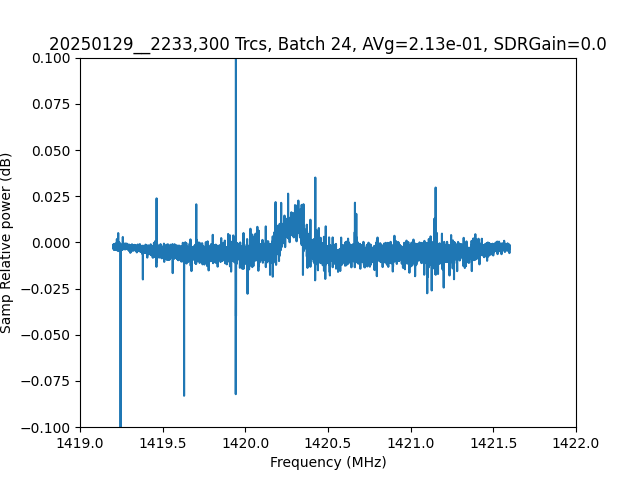 20250129__2233,300 Trcs, Batch 24, AVg=2.13e-01, SDRGain=0.0
Samp Relative power (dB)
0.100
0.075
0.050
0.025
0.000
−0.025
−0.050
−0.075
−0.100
1419.0 1419.5 1420.0 1420.5 1421.0 1421.5 1422.0
Frequency (MHz)